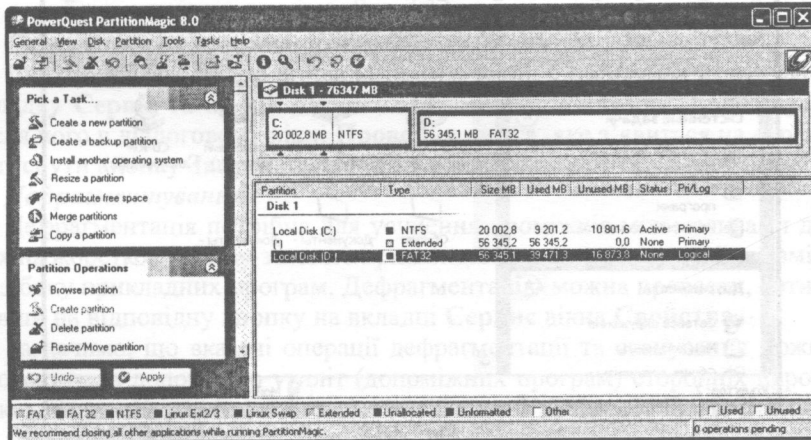 PowerQuest PartitionMagic 8.0
General View Disk Partition Tools Tasks Help
Pick a Task
Create a new partition
Create a backup partition
Install another operating system
Resize a partition
Redistribute free space
Merge partitions
Copy a partition
Partition Operations
Browse partition
Create partition
Delete partition
Resize/Move partition
Undo Apply
Disk 1 - 76347 MB
C:
20 002,8 MB NTFS
D:
56 345,1 MB FAT32
Partition Type Size MB Used MB Unused MB Status Pri/Log
Disk 1
Local Disk (C:) NTFS 20 002,8 9 201,2 10 801,6 Active Primary
(*) Extended 56 345,2 56 345,2 0,0 None Primary
Local Disk (D:) FAT32 56 345,1 39 471,3 16 873,8 None Logical
FAT FAT32 NTFS Linux Ext2/3 Linux Swap Extended Unallocated Unformatted Other Used Unused
We recommend closing all other applications while running PartitionMagic. 0 operations pending